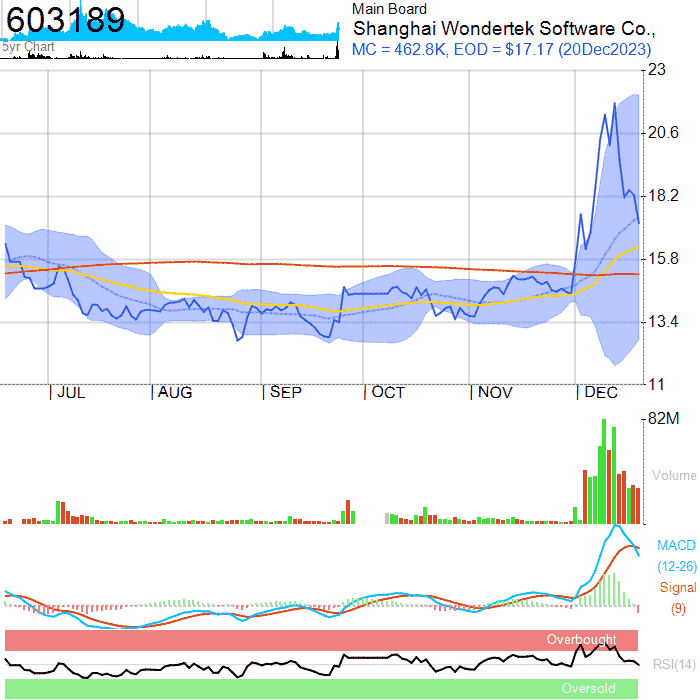 603189
5yr Chart
Main Board
Shanghai Wondertek Software Co.,
MC = 462.8K, EOD = $17.17 (20Dec2023)
23
20.6
18.2
15.8
13.4
11
JUL AUG SEP OCT NOV DEC
82M
Volume
MACD
(12-26)
Signal
(9)
Overbought
RSI(14)
Oversold